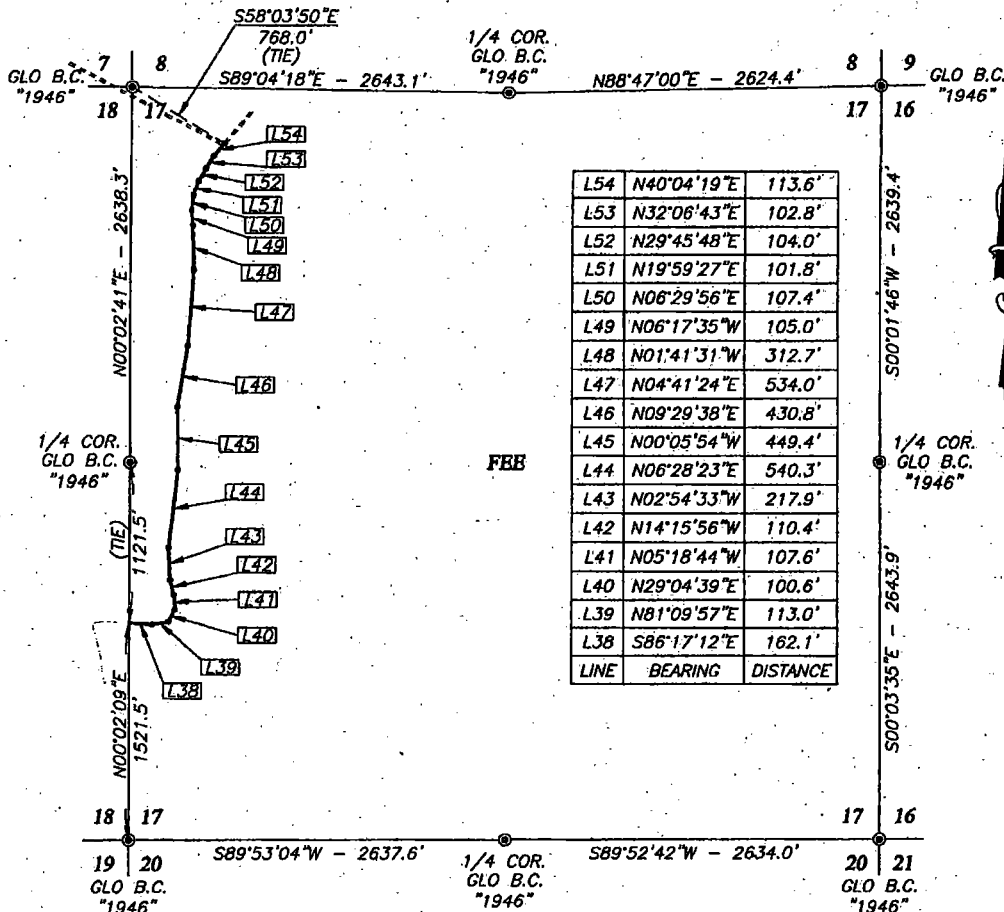 S58°03'50"E
768.0'
(TIE)
7 8
GLO B.C.
"1946"
18 17
S89°04'18"E - 2643.1'
1/4 COR.
GLO B.C.
"1946"
N88°47'00"E - 2624.4'
8 9
GLO B.C.
"1946"
17 16
L54
L53
L52
L51
L50
L49
L48
L47
L46
L45
L44
L43
L42
L41
L40
L39
L38
N00°02'41"E - 2638.3'
1/4 COR.
GLO B.C.
"1946"
(TIE)
1121.5'
N00°02'09"E
1521.5'
FEE
L54 N40°04'19"E 113.6'
L53 N32°06'43"E 102.8'
L52 N29°45'48"E 104.0'
L51 N19°59'27"E 101.8'
L50 N06°29'56"E 107.4'
L49 N06°17'35"W 105.0'
L48 N01°41'31"W 312.7'
L47 N04°41'24"E 534.0'
L46 N09°29'38"E 430.8'
L45 N00°05'54"W 449.4'
L44 N06°28'23"E 540.3'
L43 N02°54'33"W 217.9'
L42 N14°15'56"W 110.4'
L41 N05°18'44"W 107.6'
L40 N29°04'39"E 100.6'
L39 N81°09'57"E 113.0'
L38 S86°17'12"E 162.1'
LINE BEARING DISTANCE
S00°01'46"W - 2639.4'
1/4 COR.
GLO B.C.
"1946"
S00°03'35"E - 2643.9'
18 17
19 20
GLO B.C.
"1946"
S89°53'04"W - 2637.6'
1/4 COR.
GLO B.C.
"1946"
S89°52'42"W - 2634.0'
17 16
20 21
GLO B.C.
"1946"